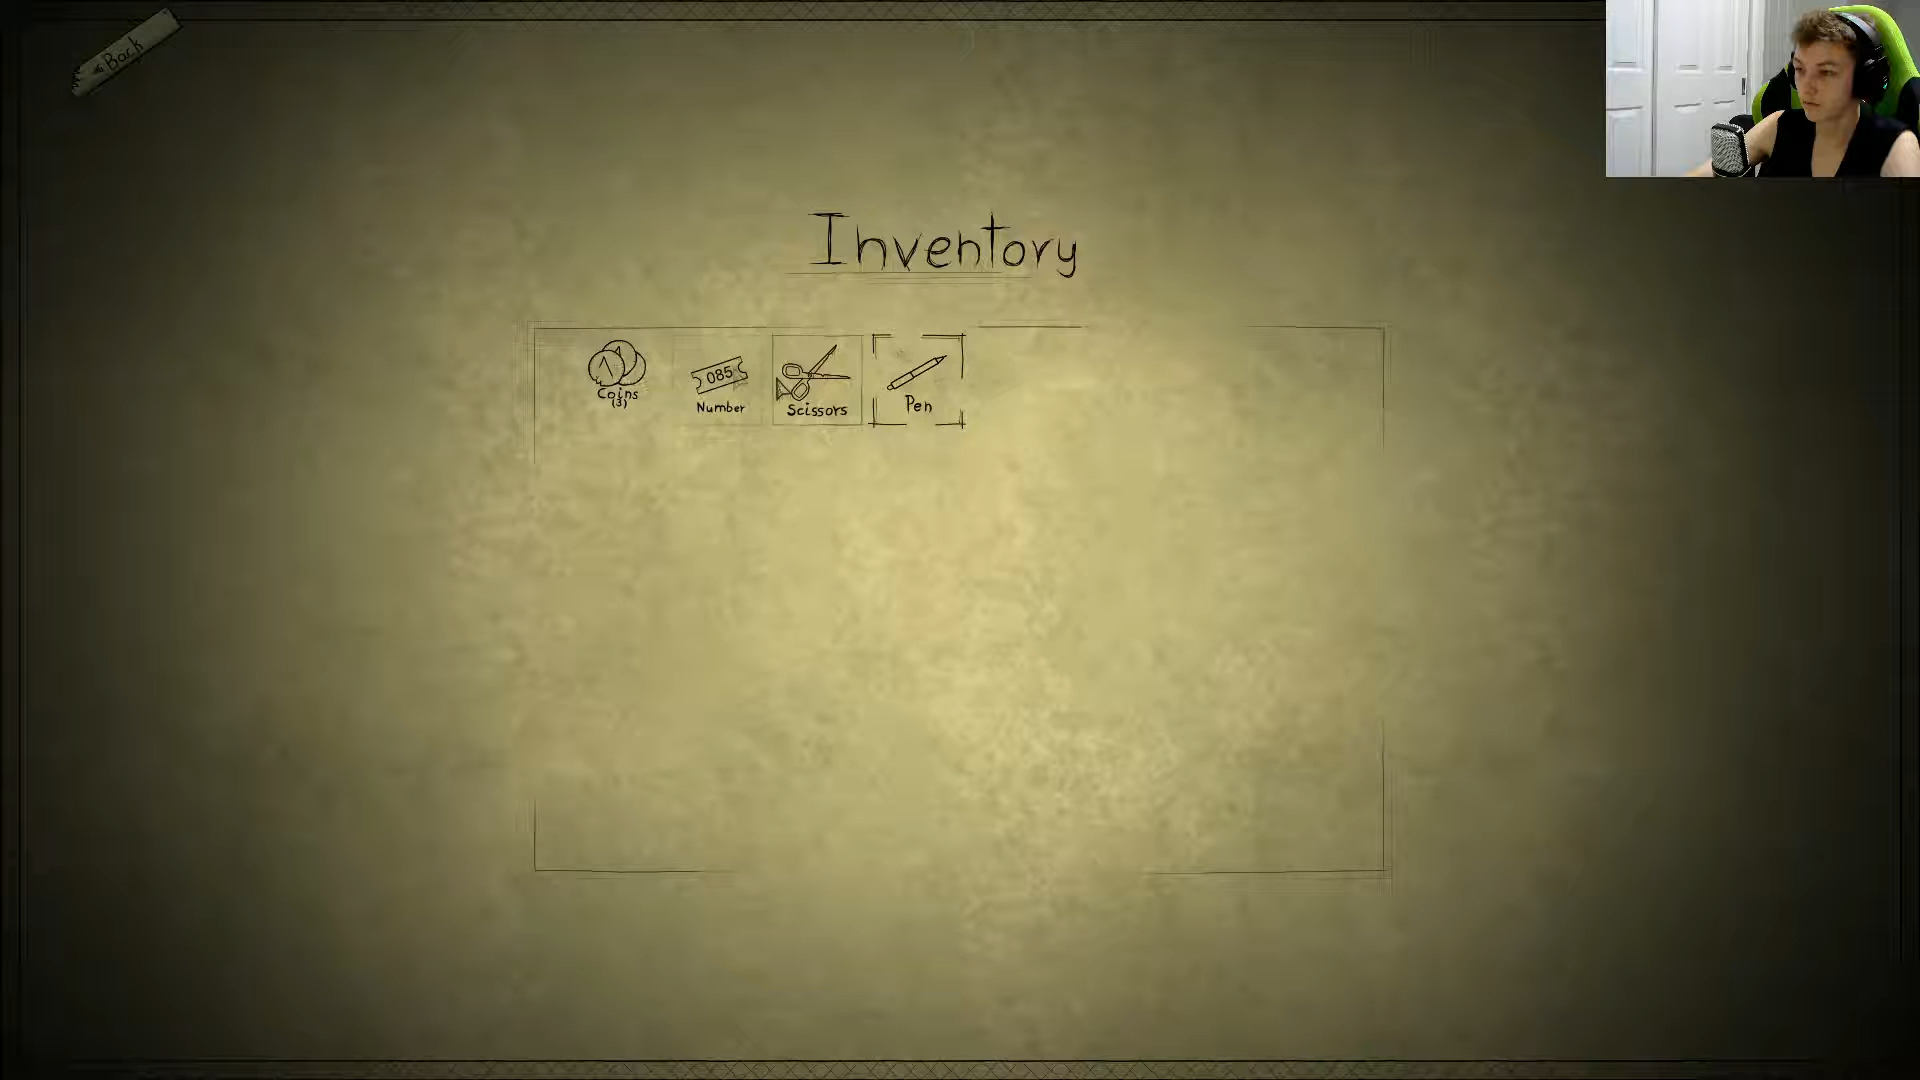 Back
Inventory
Coins
(3)
085
Number
Scissors
Pen